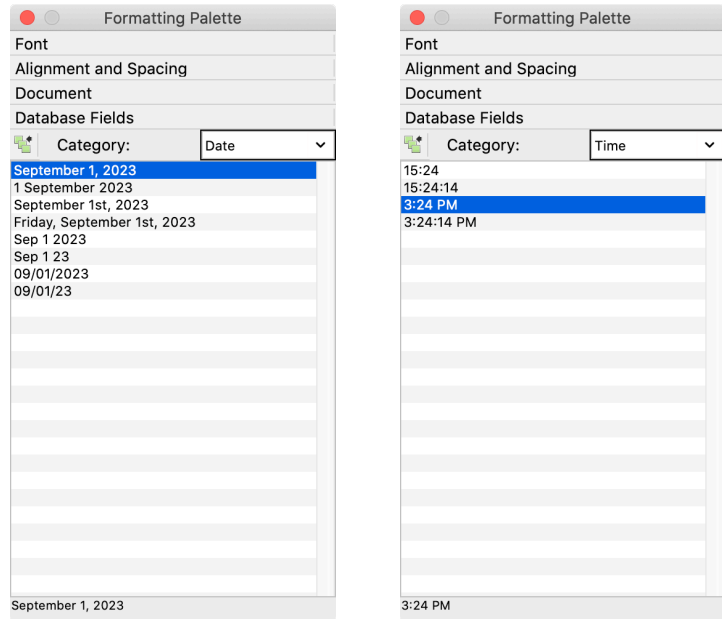 Formatting Palette
Font
Alignment and Spacing
Document
Database Fields
Category: Date
September 1, 2023
1 September 2023
September 1st, 2023
Friday, September 1st, 2023
Sep 1 2023
Sep 1 23
09/01/2023
09/01/23
September 1, 2023
Formatting Palette
Font
Alignment and Spacing
Document
Database Fields
Category: Time
15:24
15:24:14
3:24 PM
3:24:14 PM
3:24 PM